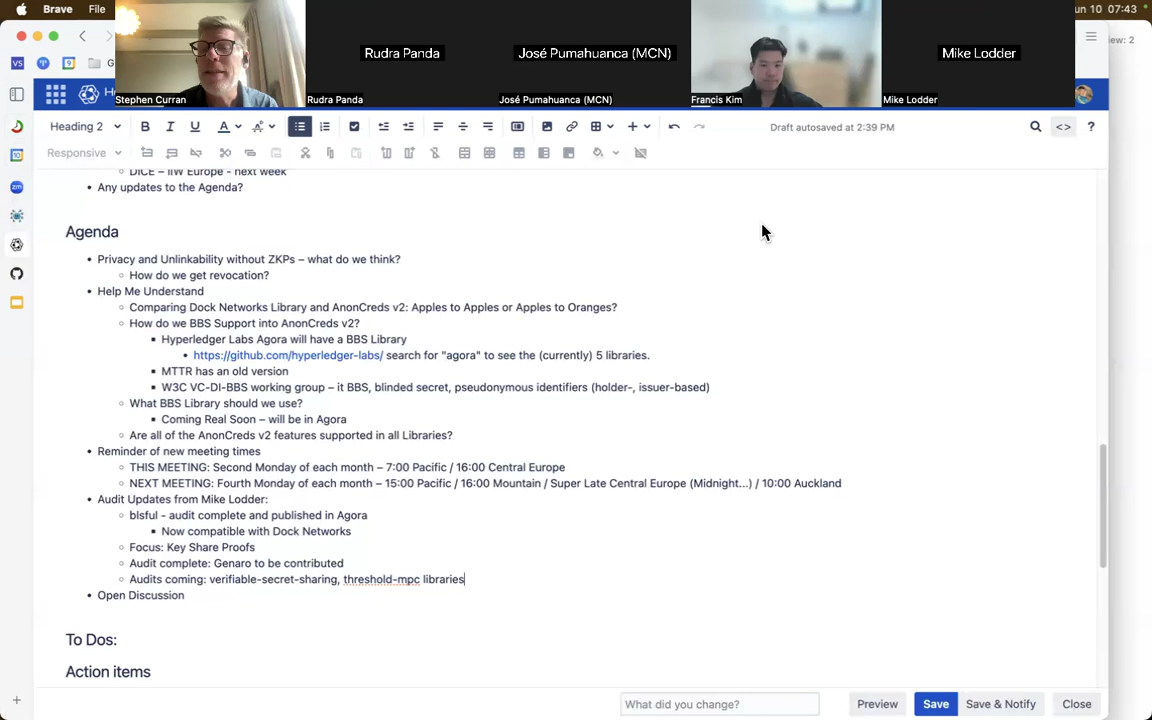 Brave File
un 10 07:43
Rudra Panda
José Pumahuanca (MCN)
Mike Lodder
Stephen Curran
Rudra Panda
José Pumahuanca (MCN)
Francis Kim
Mike Lodder
iew: 2
VS
G
H
Heading 2
B I U A
Draft autosaved at 2:39 PM
<> ?
Responsive
DICE – IIW Europe - next week
• Any updates to the Agenda?
Agenda
• Privacy and Unlinkability without ZKPs – what do we think?
○ How do we get revocation?
• Help Me Understand
○ Comparing Dock Networks Library and AnonCreds v2: Apples to Apples or Apples to Oranges?
○ How do we BBS Support into AnonCreds v2?
▪ Hyperledger Labs Agora will have a BBS Library
• https://github.com/hyperledger-labs/ search for "agora" to see the (currently) 5 libraries.
▪ MTTR has an old version
▪ W3C VC-DI-BBS working group – it BBS, blinded secret, pseudonymous identifiers (holder-, issuer-based)
○ What BBS Library should we use?
▪ Coming Real Soon – will be in Agora
○ Are all of the AnonCreds v2 features supported in all Libraries?
• Reminder of new meeting times
○ THIS MEETING: Second Monday of each month – 7:00 Pacific / 16:00 Central Europe
○ NEXT MEETING: Fourth Monday of each month – 15:00 Pacific / 16:00 Mountain / Super Late Central Europe (Midnight...) / 10:00 Auckland
• Audit Updates from Mike Lodder:
○ blsful - audit complete and published in Agora
▪ Now compatible with Dock Networks
○ Focus: Key Share Proofs
○ Audit complete: Genaro to be contributed
○ Audits coming: verifiable-secret-sharing, threshold-mpc libraries
• Open Discussion
To Dos:
Action items
What did you change?
Preview
Save
Save & Notify
Close